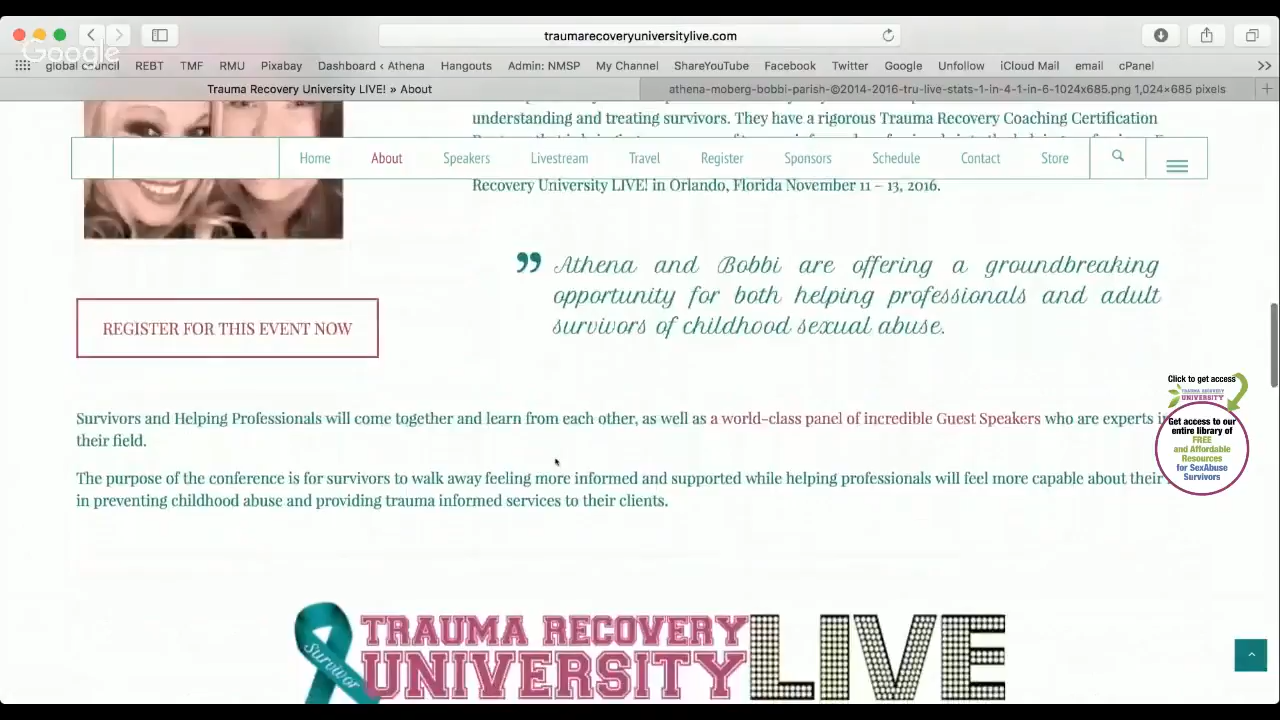 traumarecoveryuniversitylive.com
Google
global council REBT TMF RMU Pixabay Dashboard ‹ Athena Hangouts Admin: NMSP My Channel ShareYouTube Facebook Twitter Google Unfollow iCloud Mail email cPanel
Trauma Recovery University LIVE! » About
athena-moberg-bobbi-parish-©2014-2016-tru-live-stats-1-in-4-1-in-6-1024x685.png 1,024×685 pixels
understanding and treating survivors. They have a rigorous Trauma Recovery Coaching Certification
Home About Speakers Livestream Travel Register Sponsors Schedule Contact Store
Recovery University LIVE! in Orlando, Florida November 11 – 13, 2016.
” Athena and Bobbi are offering a groundbreaking
opportunity for both helping professionals and adult
survivors of childhood sexual abuse.
REGISTER FOR THIS EVENT NOW
Click to get access
TRAUMA RECOVERY
UNIVERSITY
Get access to our
entire library of
FREE
and Affordable
Resources
for SexAbuse
Survivors
Survivors and Helping Professionals will come together and learn from each other, as well as a world-class panel of incredible Guest Speakers who are experts in
their field.
The purpose of the conference is for survivors to walk away feeling more informed and supported while helping professionals will feel more capable about their
in preventing childhood abuse and providing trauma informed services to their clients.
Survivor
TRAUMA RECOVERY
UNIVERSITY LIVE